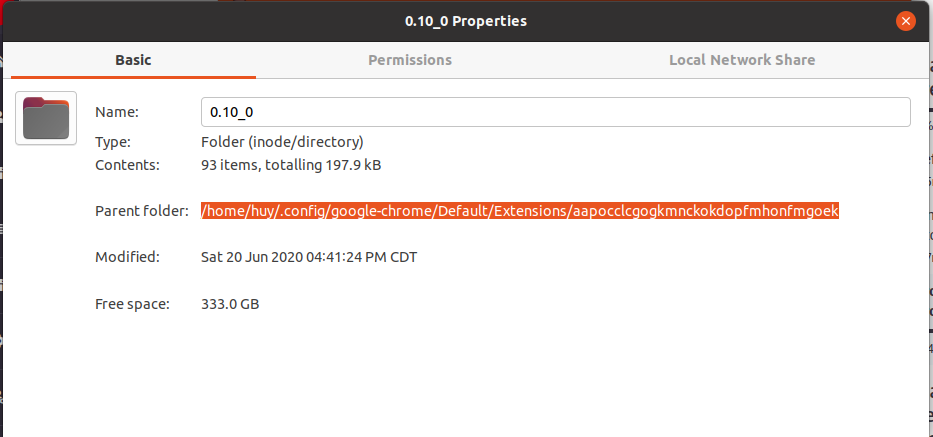 0.10_0 Properties
Basic Permissions Local Network Share
Name: 0.10_0
Type: Folder (inode/directory)
Contents: 93 items, totalling 197.9 kB
Parent folder: /home/huy/.config/google-chrome/Default/Extensions/aapocclcgogkmnckokdopfmhonfmgoek
Modified: Sat 20 Jun 2020 04:41:24 PM CDT
Free space: 333.0 GB